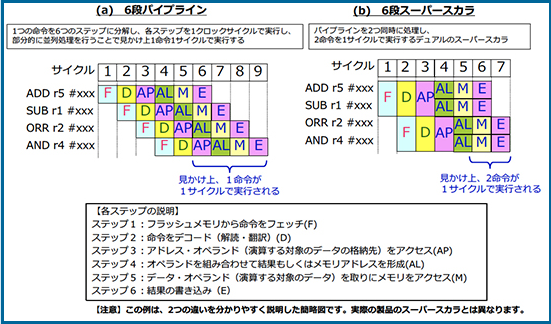 (a) 6段パイプライン
1つの命令を6つのステップに分解し、各ステップを1クロックサイクルで実行し、
部分的に並列処理を行うことで見かけ上1命令1サイクルで実行する
サイクル 1 2 3 4 5 6 7 8 9
ADD r5 #xxx F D AP AL M E
SUB r1 #xxx F D AP AL M E
ORR r2 #xxx F D AP AL M E
AND r4 #xxx F D AP AL M E
見かけ上、1命令が
1サイクルで実行される
(b) 6段スーパースカラ
パイプラインを2つ同時に処理し、
2命令を1サイクルで実行するデュアルのスーパースカラ
サイクル 1 2 3 4 5 6 7
ADD r5 #xxx F D AP AL M E
SUB r1 #xxx AL M E
ORR r2 #xxx F D AP AL M E
AND r4 #xxx AL M E
見かけ上、2命令が
1サイクルで実行される
【各ステップの説明】
ステップ1：フラッシュメモリから命令をフェッチ(F)
ステップ2：命令をデコード（解読・翻訳）(D)
ステップ3：アドレス・オペランド（演算する対象のデータの格納先）をアクセス(AP)
ステップ4：オペランドを組み合わせて結果もしくはメモリアドレスを形成(AL)
ステップ5：データ・オペランド（演算する対象のデータ）を取りにメモリをアクセス(M)
ステップ6：結果の書き込み（E）
【注意】この例は、2つの違いを分かりやすく説明した簡略図です。実際の製品のスーパースカラとは異なります。